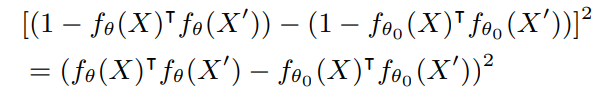 [(1 − f_θ(X)^⊤ f_θ(X′)) − (1 − f_{θ_0}(X)^⊤ f_{θ_0}(X′))]^2
= (f_θ(X)^⊤ f_θ(X′) − f_{θ_0}(X)^⊤ f_{θ_0}(X′))^2